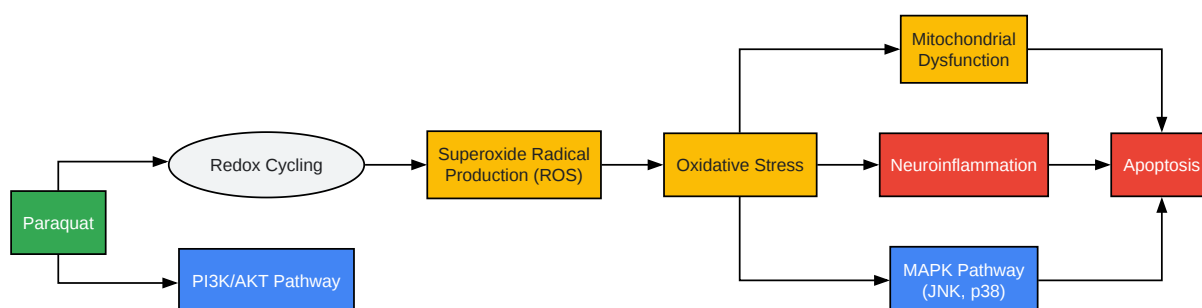 Paraquat
Redox Cycling
PI3K/AKT Pathway
Superoxide Radical
Production (ROS)
Oxidative Stress
Mitochondrial
Dysfunction
Neuroinflammation
MAPK Pathway
(JNK, p38)
Apoptosis